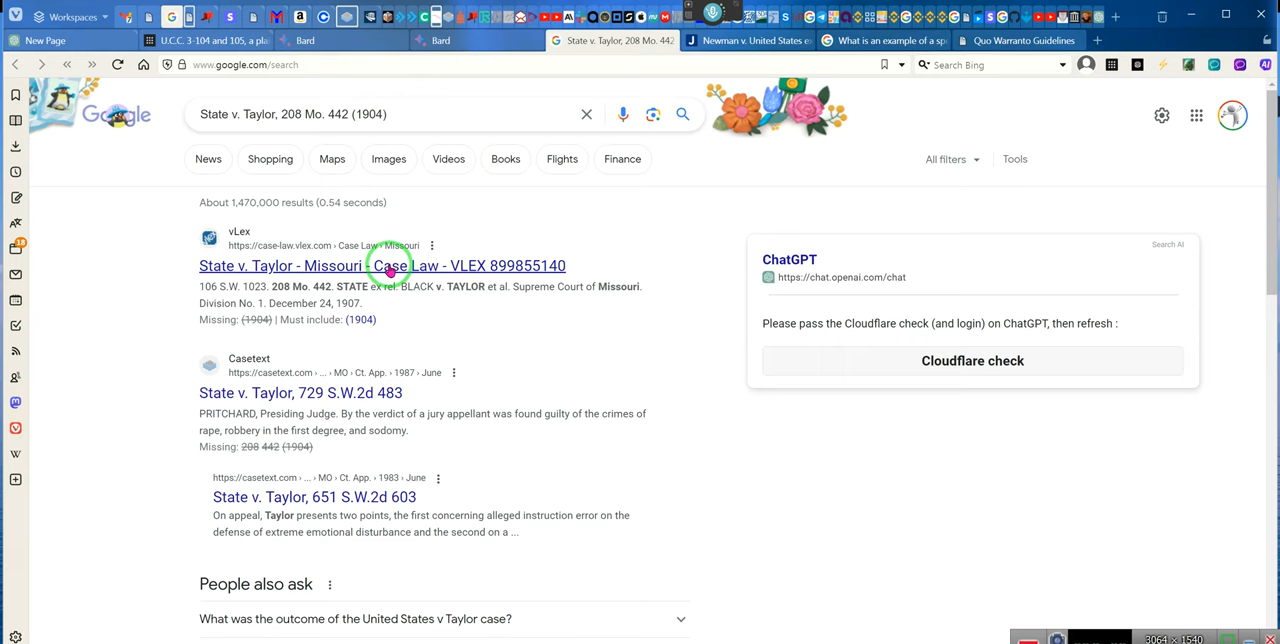 Workspaces
New Page
U.C.C. 3-104 and 105, a pla
Bard
Bard
State v. Taylor, 208 Mo. 442
Newman v. United States e
What is an example of a sp
Quo Warranto Guidelines
www.google.com/search
Search Bing
Google
State v. Taylor, 208 Mo. 442 (1904)
News
Shopping
Maps
Images
Videos
Books
Flights
Finance
All filters
Tools
About 1,470,000 results (0.54 seconds)
vLex
https://case-law.vlex.com › Case Law › Missouri
State v. Taylor - Missouri - Case Law - VLEX 899855140
106 S.W. 1023. 208 Mo. 442. STATE ex rel. BLACK v. TAYLOR et al. Supreme Court of Missouri.
Division No. 1. December 24, 1907.
Missing: (1904) | Must include: (1904)
Search AI
ChatGPT
https://chat.openai.com/chat
Please pass the Cloudflare check (and login) on ChatGPT, then refresh :
Cloudflare check
Casetext
https://casetext.com › ... › MO › Ct. App. › 1987 › June
State v. Taylor, 729 S.W.2d 483
PRITCHARD, Presiding Judge. By the verdict of a jury appellant was found guilty of the crimes of
rape, robbery in the first degree, and sodomy.
Missing: 208 442 (1904)
https://casetext.com › ... › MO › Ct. App. › 1983 › June
State v. Taylor, 651 S.W.2d 603
On appeal, Taylor presents two points, the first concerning alleged instruction error on the
defense of extreme emotional disturbance and the second on a ...
People also ask
What was the outcome of the United States v Taylor case?
18
3064 × 1540